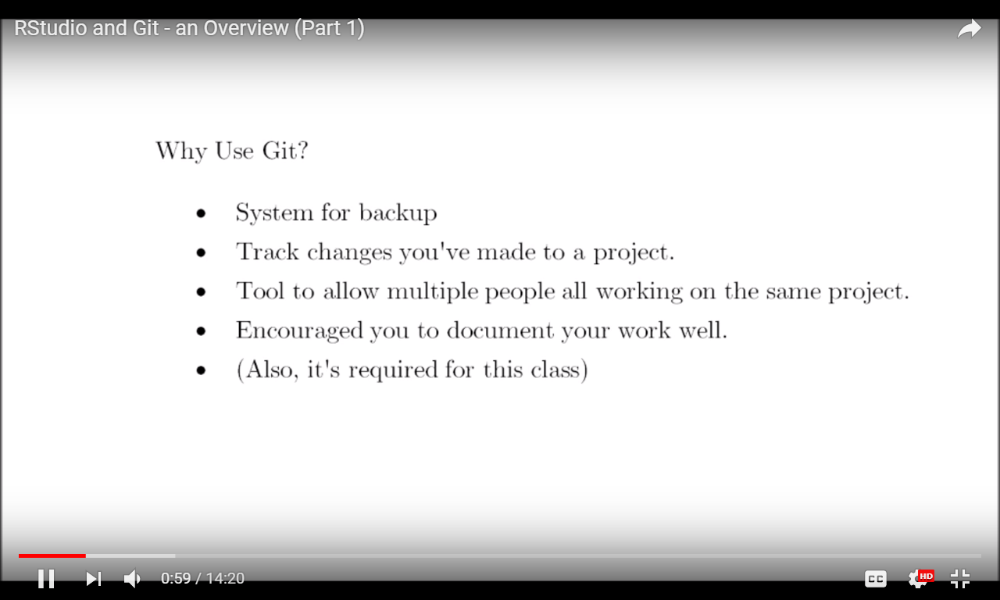 RStudio and Git - an Overview (Part 1)
Why Use Git?
• System for backup
• Track changes you've made to a project.
• Tool to allow multiple people all working on the same project.
• Encouraged you to document your work well.
• (Also, it's required for this class)
0:59 / 14:20
CC
HD